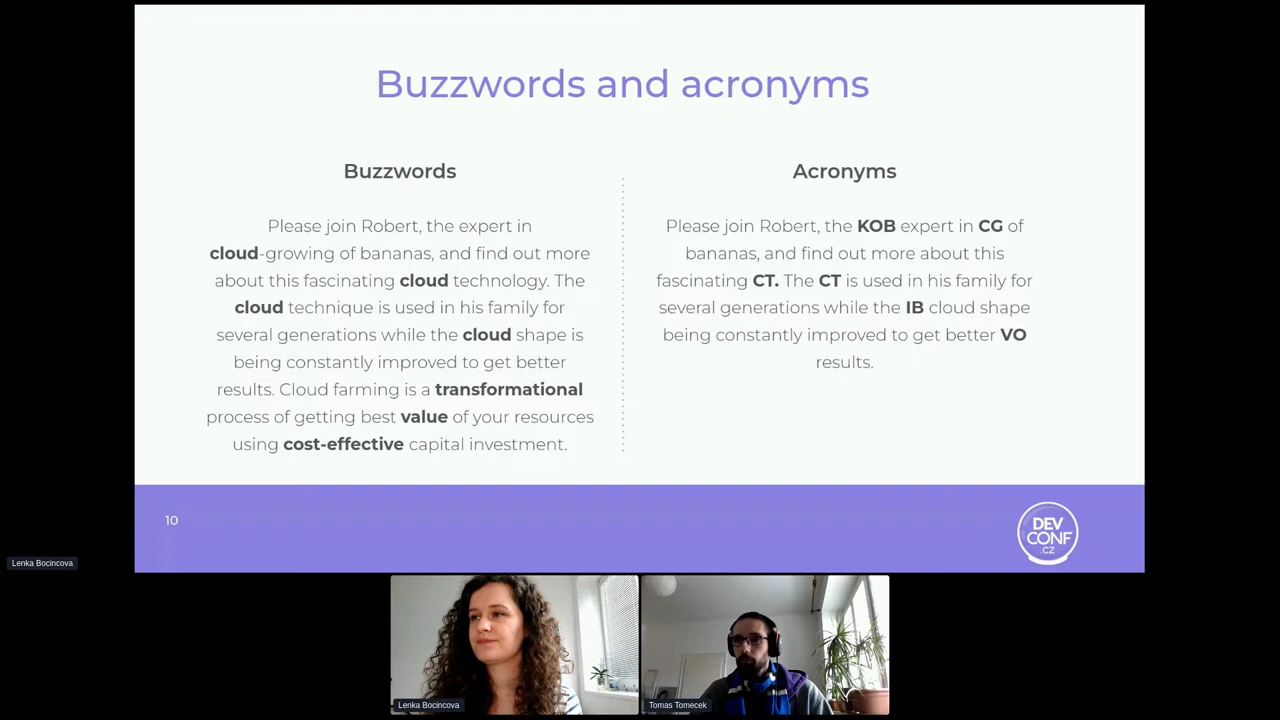 Buzzwords and acronyms
Buzzwords
Please join Robert, the expert in
cloud-growing of bananas, and find out more
about this fascinating cloud technology. The
cloud technique is used in his family for
several generations while the cloud shape is
being constantly improved to get better
results. Cloud farming is a transformational
process of getting best value of your resources
using cost-effective capital investment.
Acronyms
Please join Robert, the KOB expert in CG of
bananas, and find out more about this
fascinating CT. The CT is used in his family for
several generations while the IB cloud shape
being constantly improved to get better VO
results.
10
DEV
CONF
.CZ
Lenka Bocincova
Lenka Bocincova
Tomas Tomecek